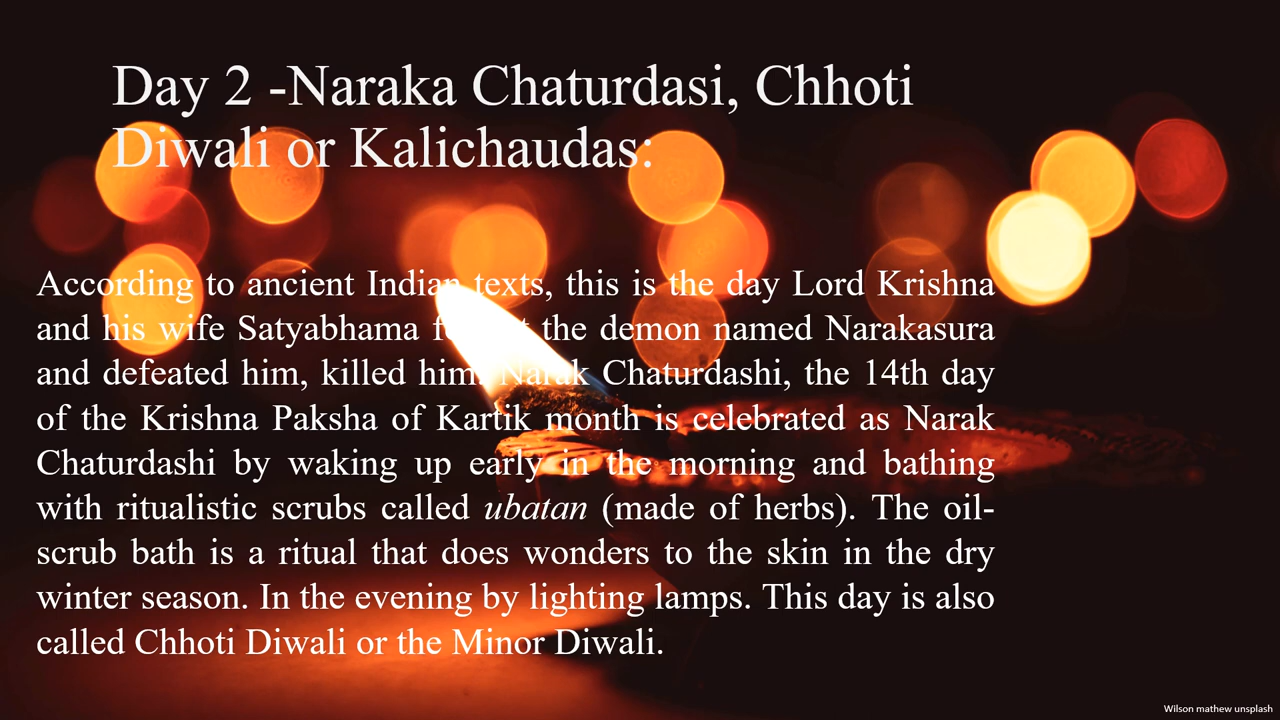 Day 2 -Naraka Chaturdasi, Chhoti
Diwali or Kalichaudas:
According to ancient Indian texts, this is the day Lord Krishna
and his wife Satyabhama the demon named Narakasura
and defeated him, killed him. Narak Chaturdashi, the 14th day
of the Krishna Paksha of Kartik month is celebrated as Narak
Chaturdashi by waking up early in the morning and bathing
with ritualistic scrubs called ubatan (made of herbs). The oil-
scrub bath is a ritual that does wonders to the skin in the dry
winter season. In the evening by lighting lamps. This day is also
called Chhoti Diwali or the Minor Diwali.
Wilson mathew unsplash